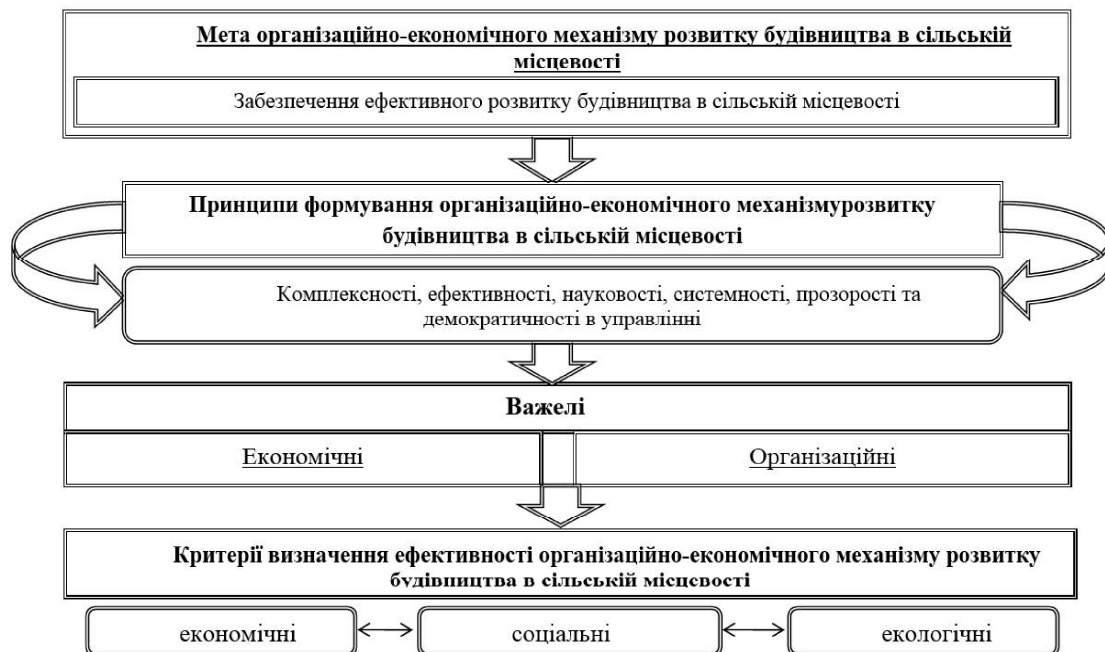 Мета організаційно-економічного механізму розвитку будівництва в сільській
місцевості
Забезпечення ефективного розвитку будівництва в сільській місцевості
Принципи формування організаційно-економічного механізмурозвитку
будівництва в сільській місцевості
Комплексності, ефективності, науковості, системності, прозорості та
демократичності в управлінні
Важелі
Економічні
Організаційні
Критерії визначення ефективності організаційно-економічного механізму розвитку
будівництва в сільській місцевості
економічні
соціальні
екологічні